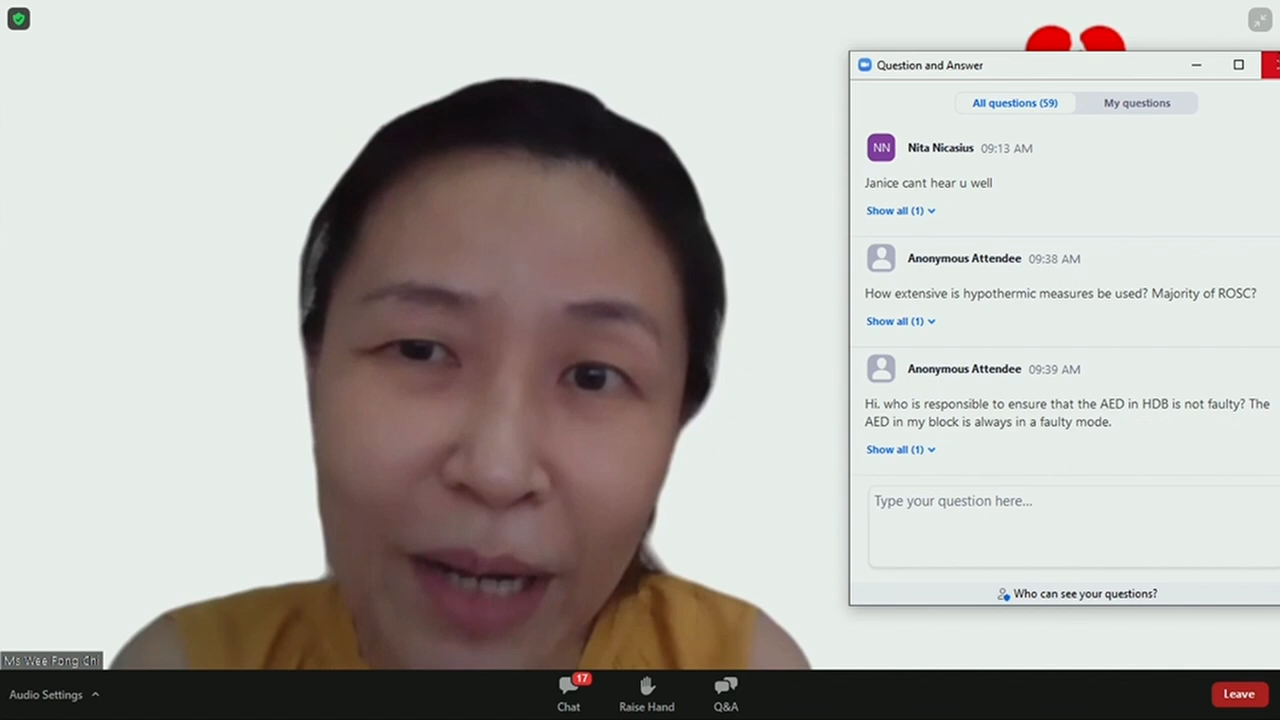 Question and Answer
All questions (59)
My questions
NN
Nita Nicasius 09:13 AM
Janice cant hear u well
Show all (1)
Anonymous Attendee 09:38 AM
How extensive is hypothermic measures be used? Majority of ROSC?
Show all (1)
Anonymous Attendee 09:39 AM
Hi. who is responsible to ensure that the AED in HDB is not faulty? The
AED in my block is always in a faulty mode.
Show all (1)
Type your question here...
Who can see your questions?
Ms Wee Fong Chi
Audio Settings
17
Chat
Raise Hand
Q&A
Leave